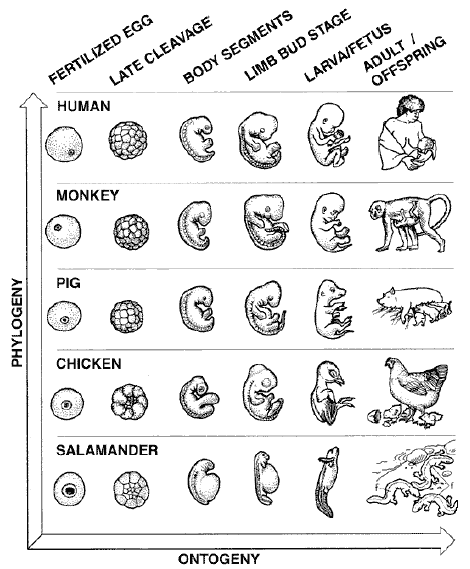 FERTILIZED EGG
LATE CLEAVAGE
BODY SEGMENTS
LIMB BUD STAGE
LARVA/FETUS
ADULT /
OFFSPRING
HUMAN
MONKEY
PIG
CHICKEN
SALAMANDER
PHYLOGENY
ONTOGENY